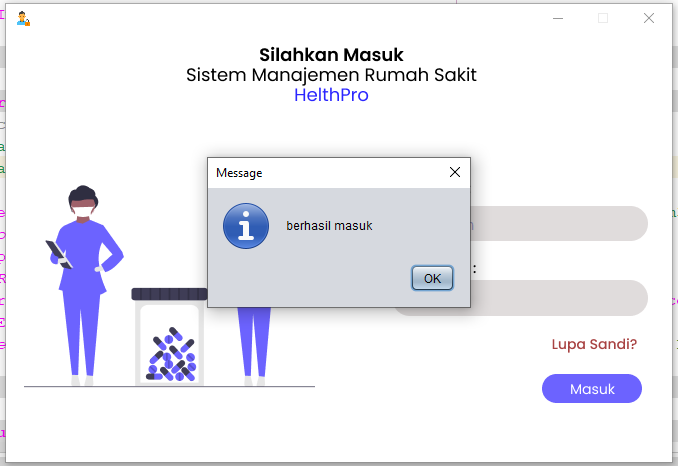 Silahkan Masuk
Sistem Manajemen Rumah Sakit
HelthPro
Message
berhasil masuk
OK
:
Lupa Sandi?
Masuk